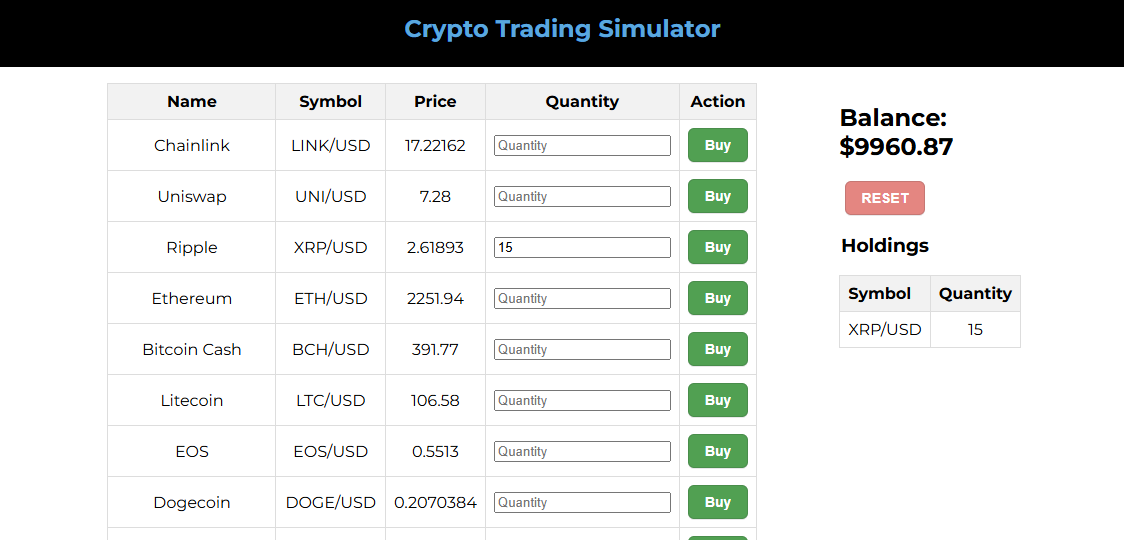 Crypto Trading Simulator
Name Symbol Price Quantity Action
Chainlink LINK/USD 17.22162 Quantity Buy
Uniswap UNI/USD 7.28 Quantity Buy
Ripple XRP/USD 2.61893 15 Buy
Ethereum ETH/USD 2251.94 Quantity Buy
Bitcoin Cash BCH/USD 391.77 Quantity Buy
Litecoin LTC/USD 106.58 Quantity Buy
EOS EOS/USD 0.5513 Quantity Buy
Dogecoin DOGE/USD 0.2070384 Quantity Buy
Balance:
$9960.87
RESET
Holdings
Symbol Quantity
XRP/USD 15